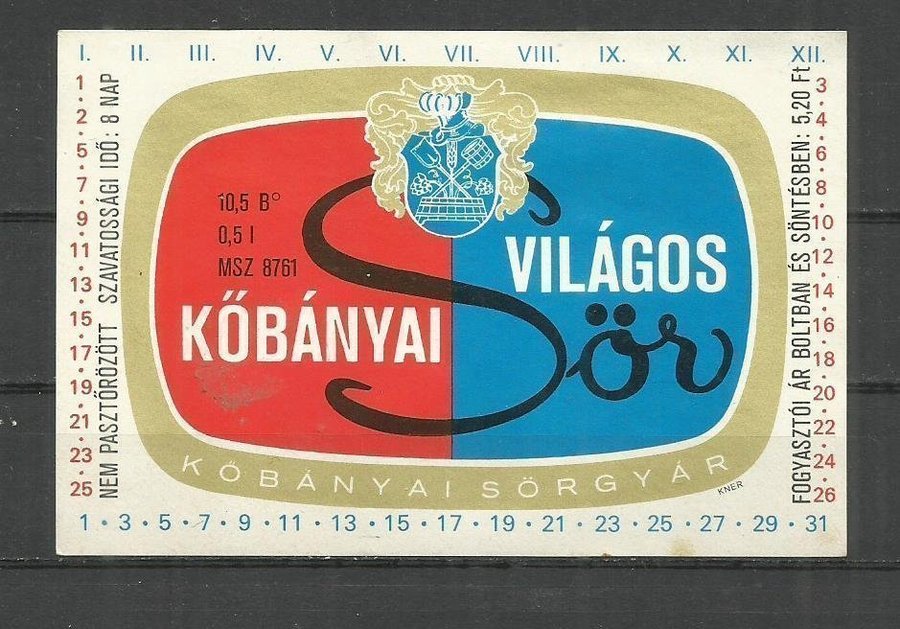 I. II. III. IV. V. VI. VII. VIII. IX. X. XI. XII.
1 · 2 · 5 · 7 · 9 · 11 · 13 · 15 · 17 · 19 · 21 · 23 · 25
NEM PASZTŐRÖZÖTT SZAVATOSSÁGI IDŐ: 8 NAP
10,5 B°
0,5 l
MSZ 8761
KŐBÁNYAI
VILÁGOS
Sör
KŐBÁNYAI SÖRGYÁR
KNER
FOGYASZTÓI ÁR BOLTBAN ÉS SÖNTÉSBEN: 5,20 Ft
3 · 4 · 6 · 7 · 8 · 10 · 12 · 14 · 16 · 18 · 20 · 22 · 24 · 26
1 · 3 · 5 · 7 · 9 · 11 · 13 · 15 · 17 · 19 · 21 · 23 · 25 · 27 · 29 · 31